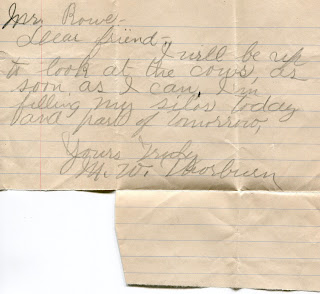 Mr. Rowe-
Dear friend-,
I will be up
to look at the cows, as
soon as I can, I'm
filling my silos today
and part of tomorrow,
Yours Truly
M. W.